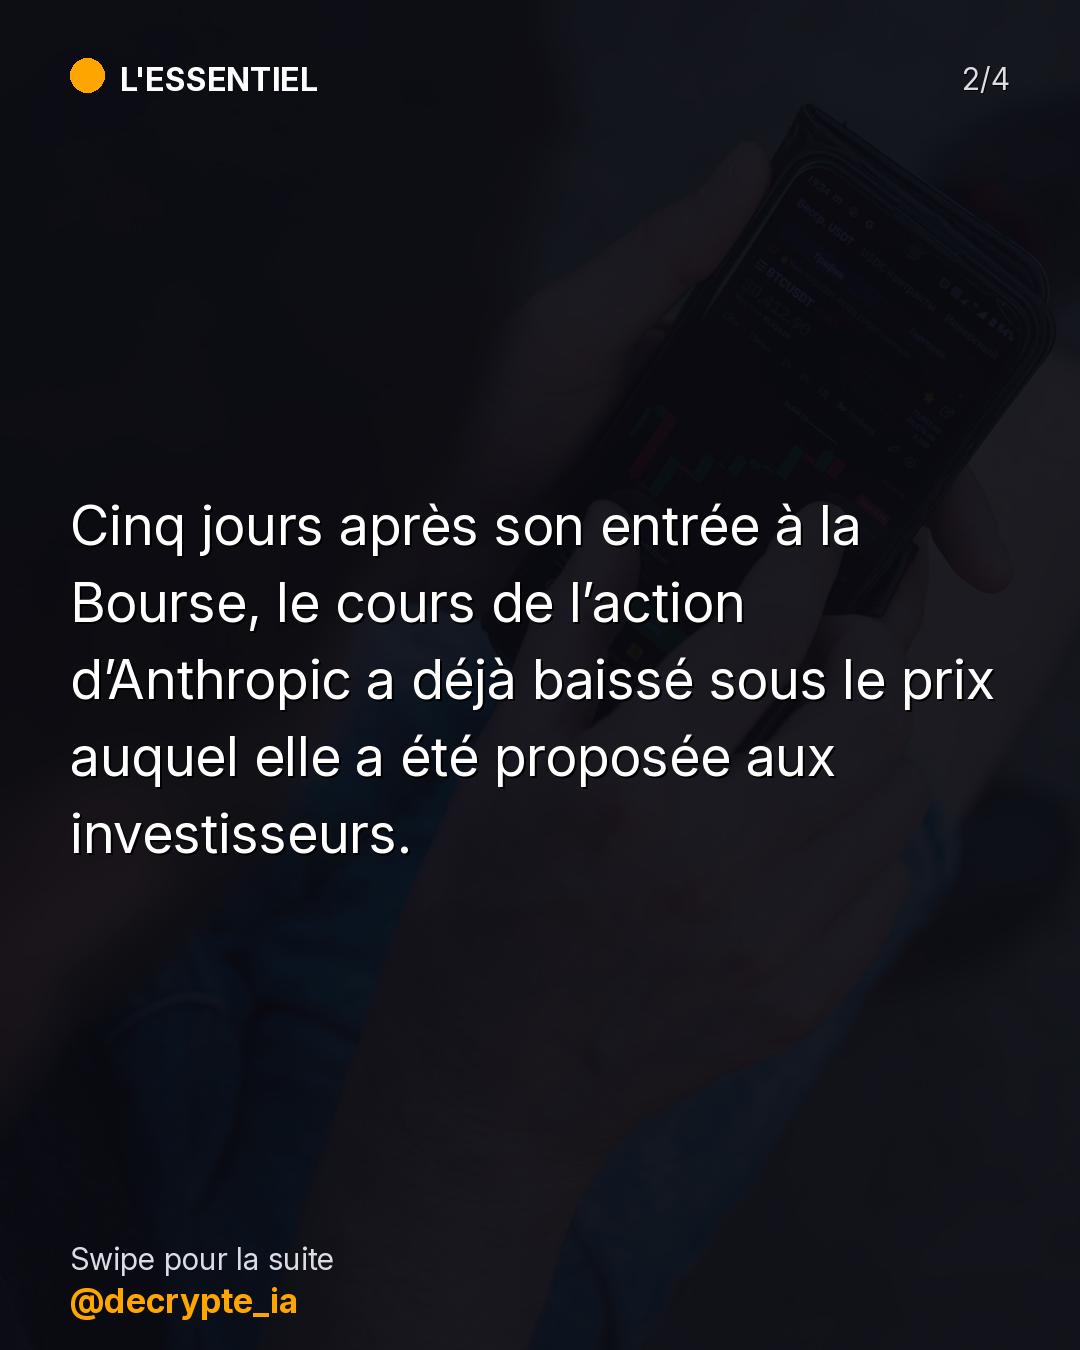 L'ESSENTIEL
2/4
BTCUSDT
Cinq jours après son entrée à la
Bourse, le cours de l’action
d’Anthropic a déjà baissé sous le prix
auquel elle a été proposée aux
investisseurs.
Swipe pour la suite
@decrypte_ia